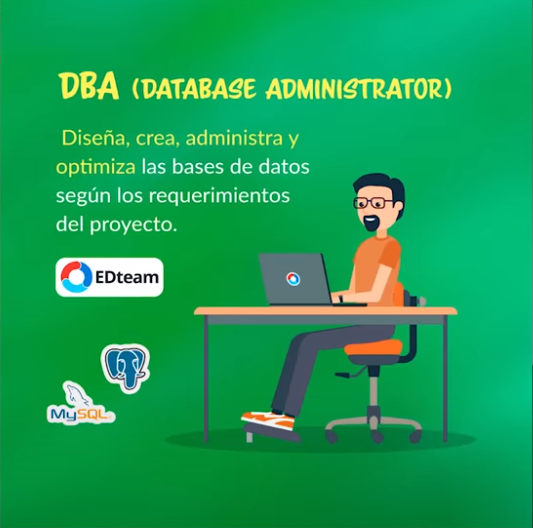 DBA (DATABASE ADMINISTRATOR)
Diseña, crea, administra y
optimiza las bases de datos
según los requerimientos
del proyecto.
EDteam
MySQL